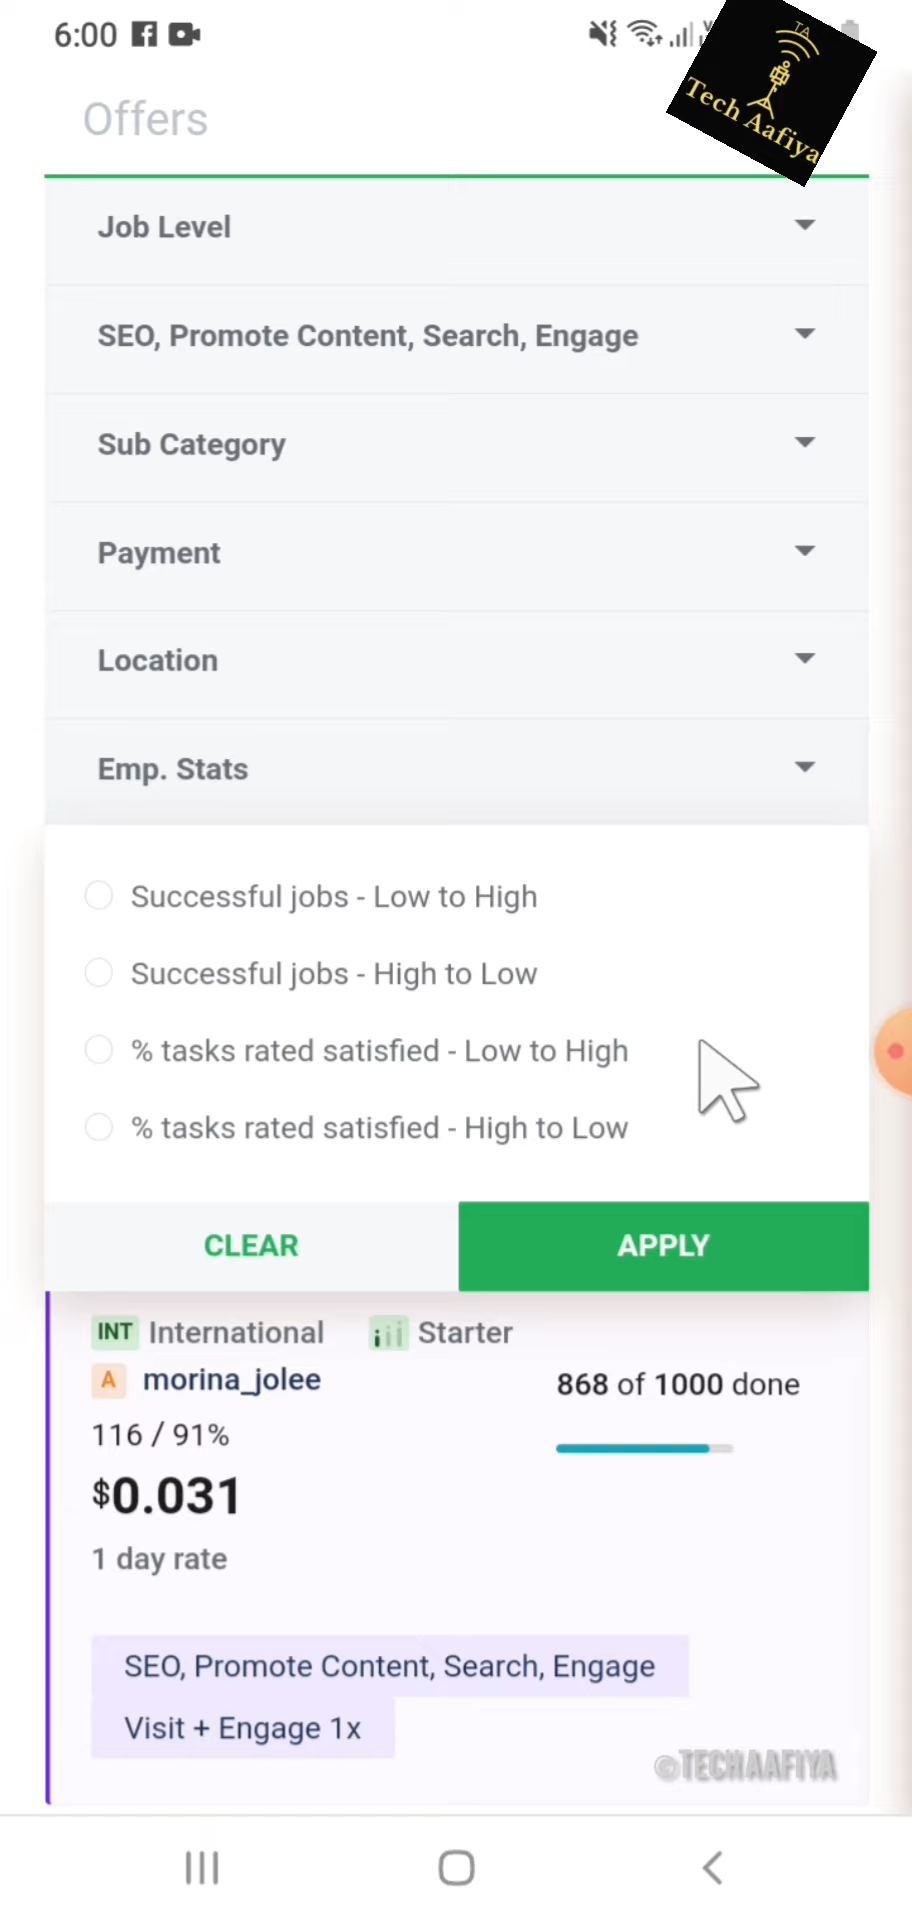 6:00
TA
Tech Aafiya
Offers
Job Level
SEO, Promote Content, Search, Engage
Sub Category
Payment
Location
Emp. Stats
Successful jobs - Low to High
Successful jobs - High to Low
% tasks rated satisfied - Low to High
% tasks rated satisfied - High to Low
CLEAR APPLY
INT International Starter
A morina_jolee
868 of 1000 done
116 / 91%
$0.031
1 day rate
SEO, Promote Content, Search, Engage
Visit + Engage 1x
©TECHAAFIYA